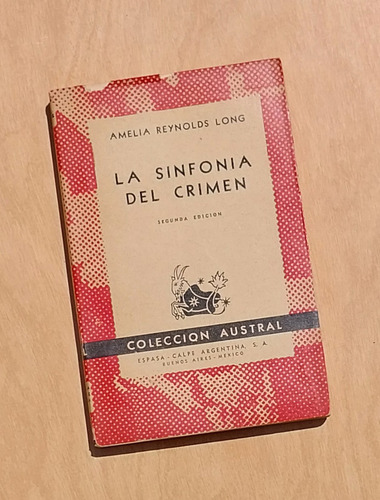 AMELIA REYNOLDS LONG
LA SINFONIA
DEL CRIMEN
SEGUNDA EDICION
COLECCION AUSTRAL
ESPASA - CALPE ARGENTINA, S. A.
BUENOS AIRES - MEXICO